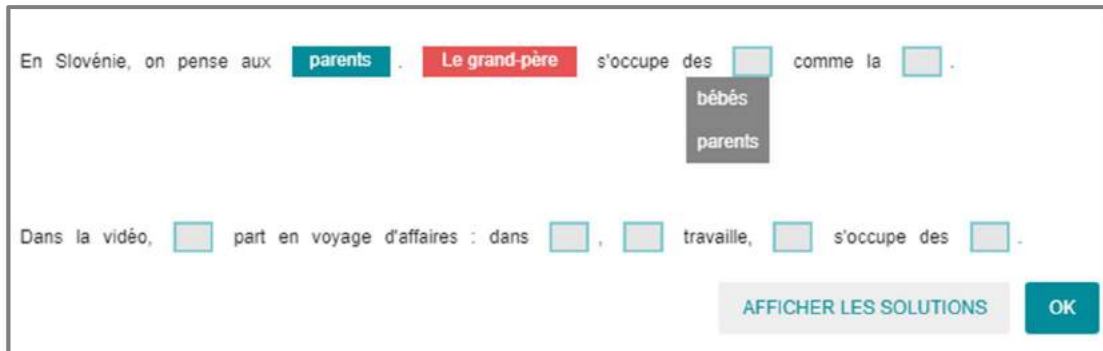 En Slovénie, on pense aux parents . Le grand-père s'occupe des comme la .
bébés
parents
Dans la vidéo, part en voyage d'affaires : dans , travaille, s'occupe des .
AFFICHER LES SOLUTIONS OK